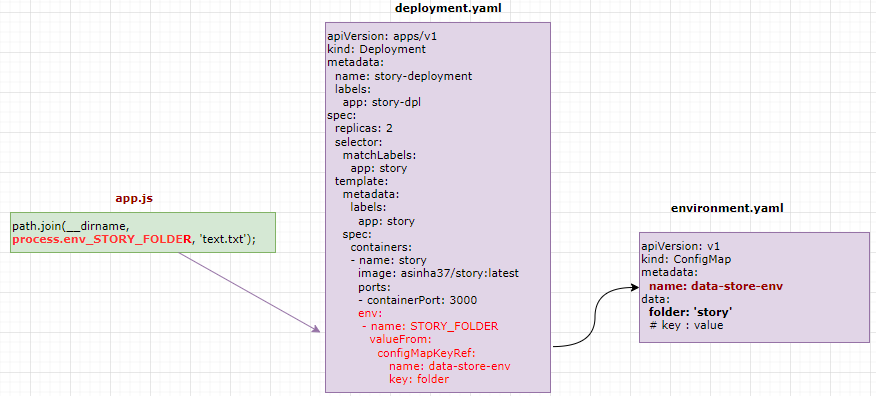 deployment.yaml
apiVersion: apps/v1
kind: Deployment
metadata:
  name: story-deployment
  labels:
    app: story-dpl
spec:
  replicas: 2
  selector:
    matchLabels:
      app: story
  template:
    metadata:
      labels:
        app: story
    spec:
      containers:
      - name: story
        image: asinha37/story:latest
        ports:
        - containerPort: 3000
        env:
         - name: STORY_FOLDER
           valueFrom:
             configMapKeyRef:
                name: data-store-env
                key: folder
app.js
path.join(__dirname,
process.env_STORY_FOLDER, 'text.txt');
environment.yaml
apiVersion: v1
kind: ConfigMap
metadata:
  name: data-store-env
data:
  folder: 'story'
  # key : value